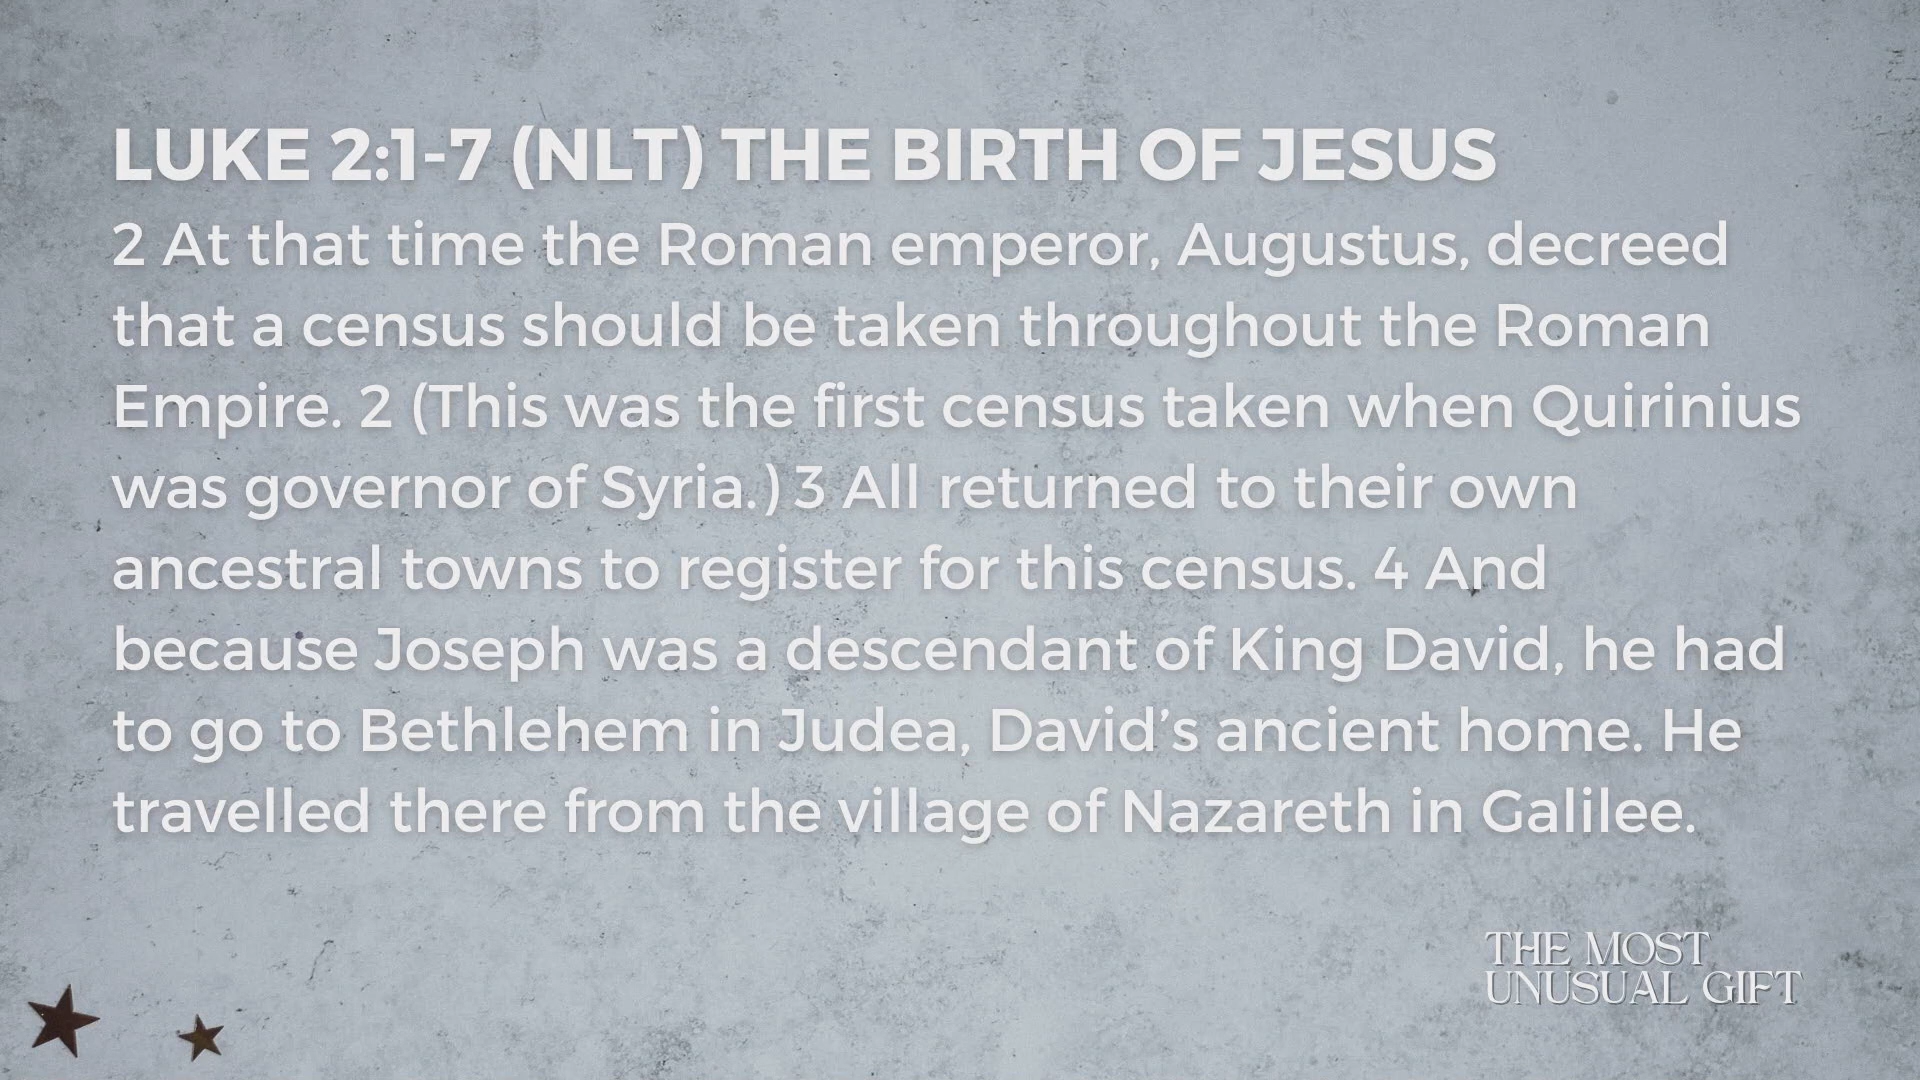 LUKE 2:1-7 (NLT) THE BIRTH OF JESUS
2 At that time the Roman emperor, Augustus, decreed
that a census should be taken throughout the Roman
Empire. 2 (This was the first census taken when Quirinius
was governor of Syria.) 3 All returned to their own
ancestral towns to register for this census. 4 And
because Joseph was a descendant of King David, he had
to go to Bethlehem in Judea, David’s ancient home. He
travelled there from the village of Nazareth in Galilee.
THE MOST
UNUSUAL GIFT